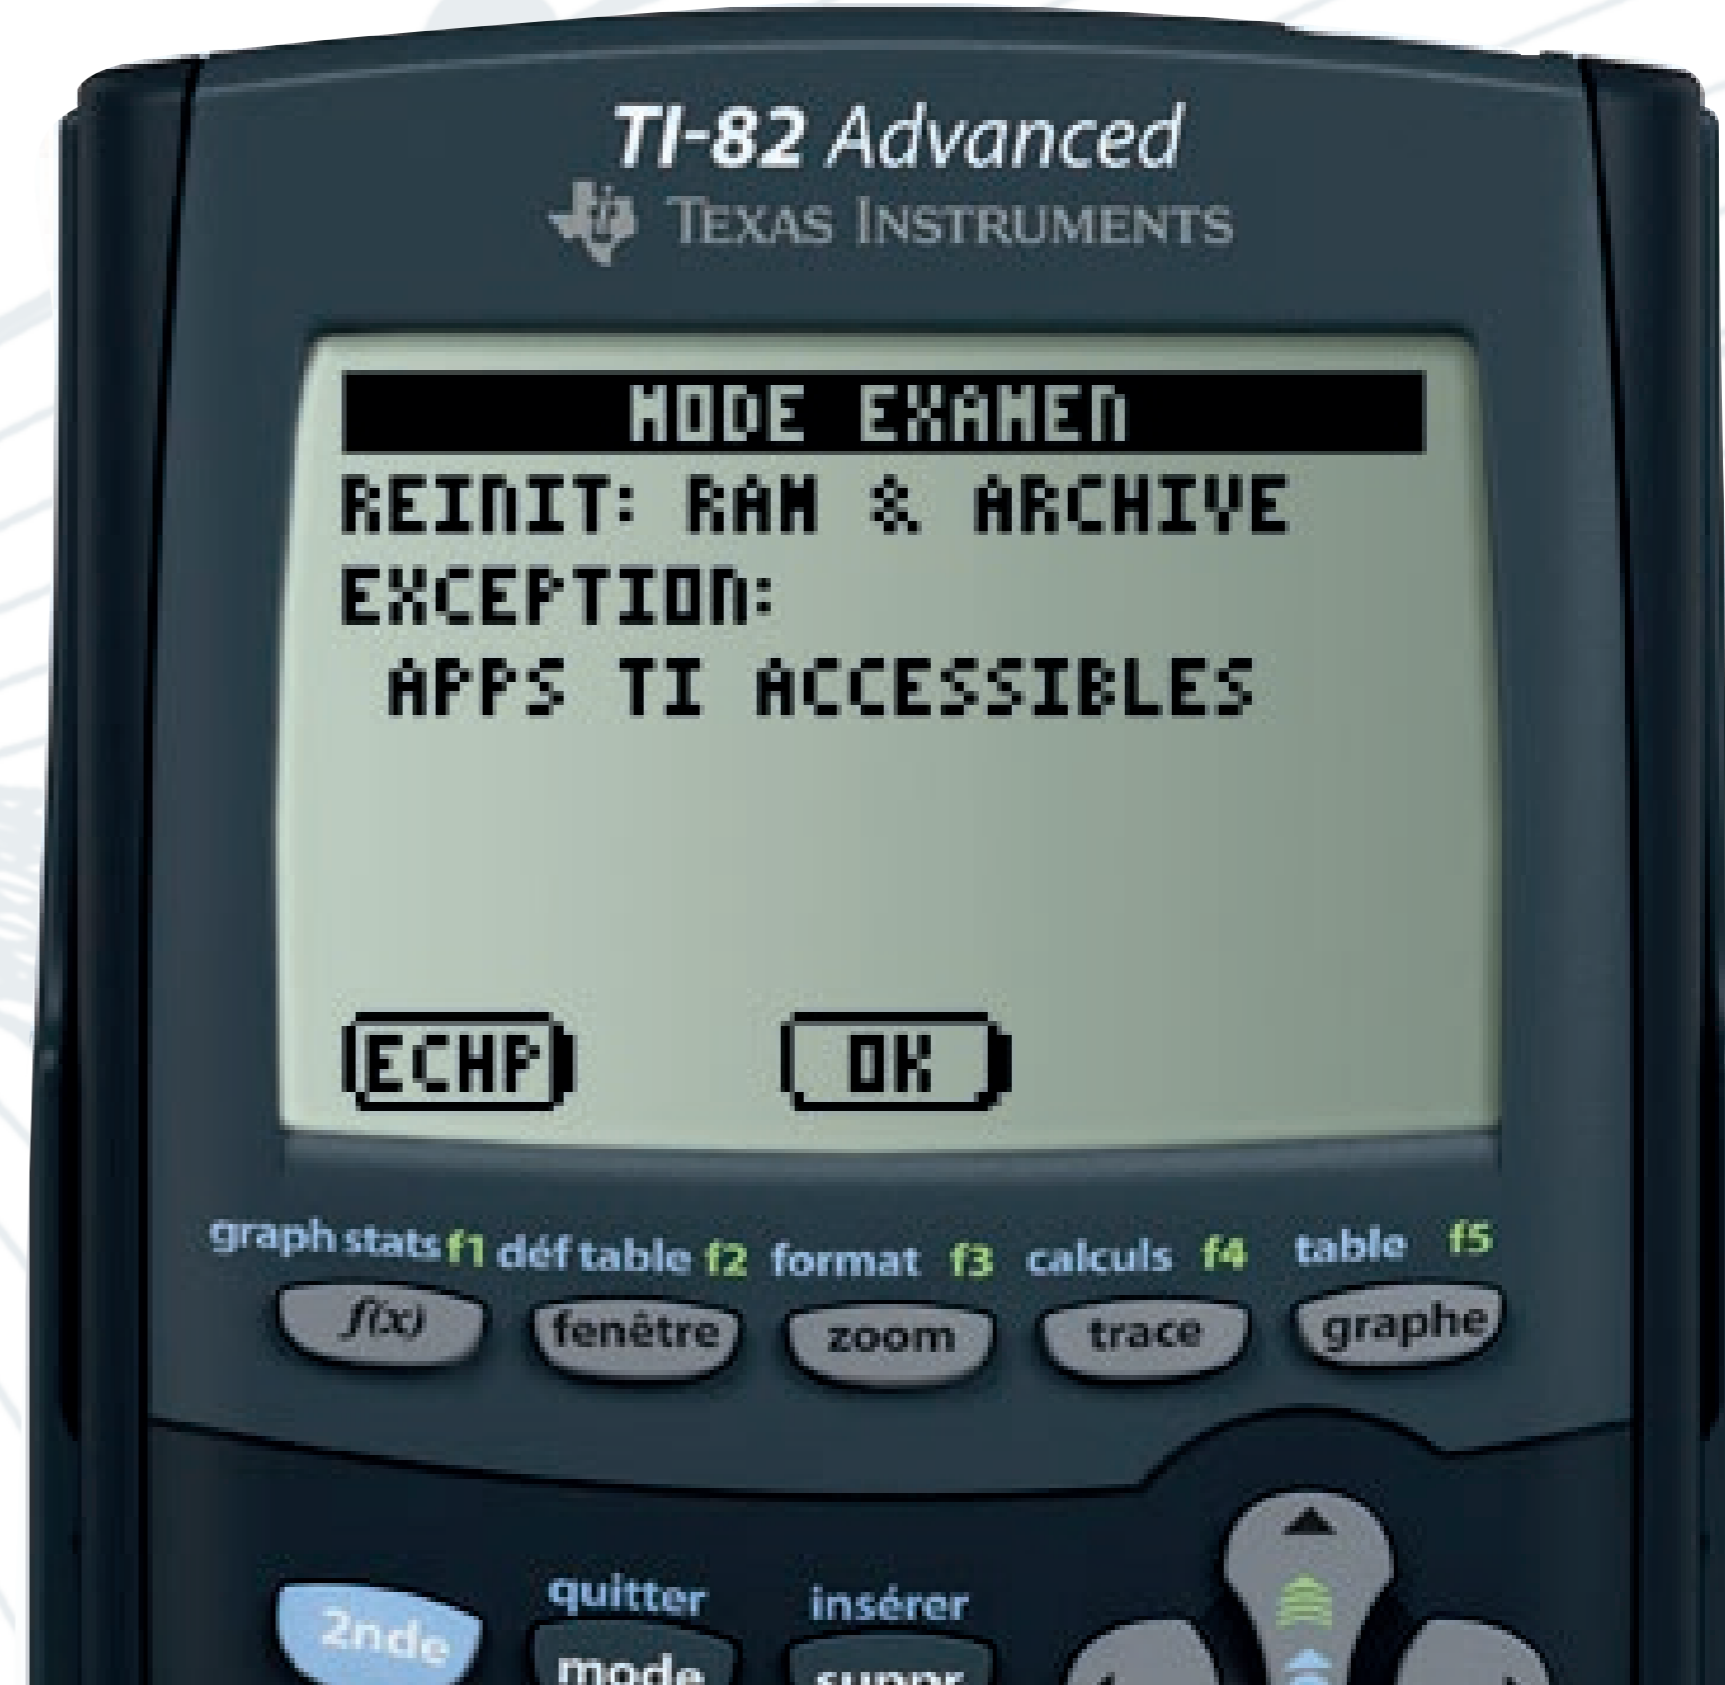 TI-82 Advanced
TEXAS INSTRUMENTS
MODE EXAMEN
REINIT: RAM & ARCHIVE
EXCEPTION:
APPS TI ACCESSIBLES
ECHP OK
graph stats f1 déf table f2 format f3 calculs f4 table f5
f(x) fenêtre zoom trace graphe
quitter insérer
2nde mode suppr